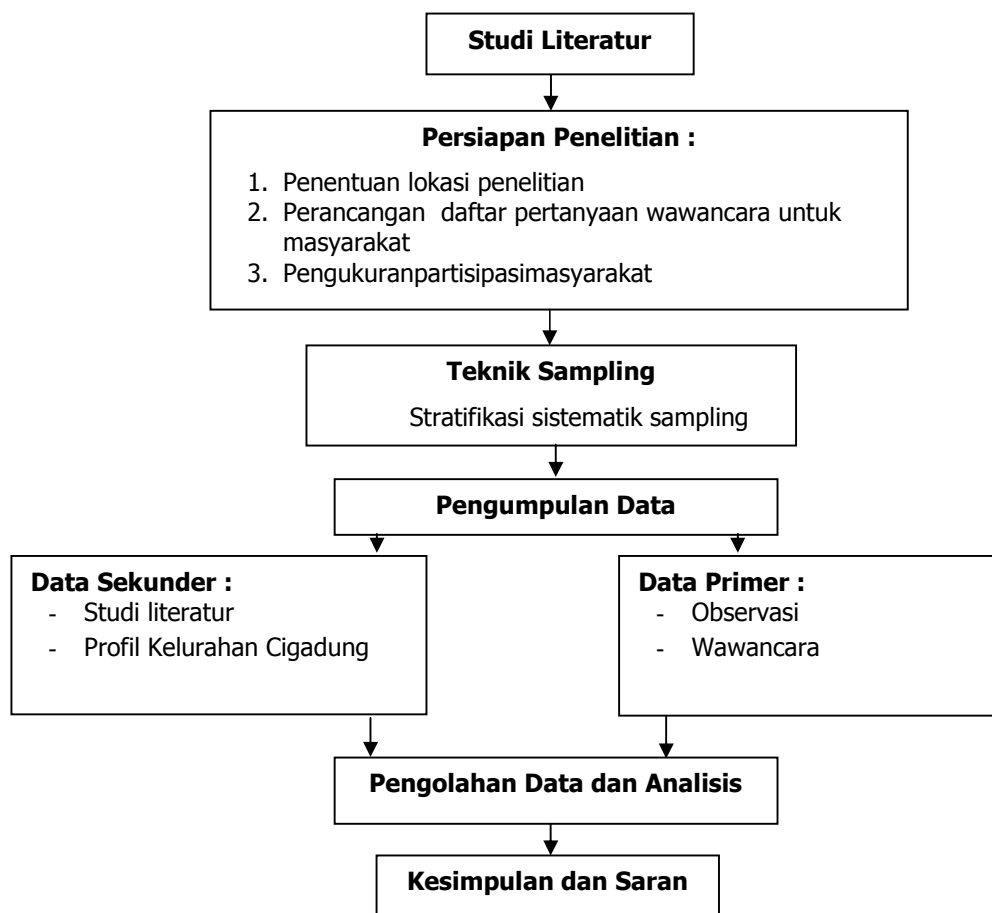 Studi Literatur
Persiapan Penelitian :
1. Penentuan lokasi penelitian
2. Perancangan daftar pertanyaan wawancara untuk
masyarakat
3. Pengukuranpartisipasimasyarakat
Teknik Sampling
Stratifikasi sistematik sampling
Pengumpulan Data
Data Sekunder :
- Studi literatur
- Profil Kelurahan Cigadung
Data Primer :
- Observasi
- Wawancara
Pengolahan Data dan Analisis
Kesimpulan dan Saran